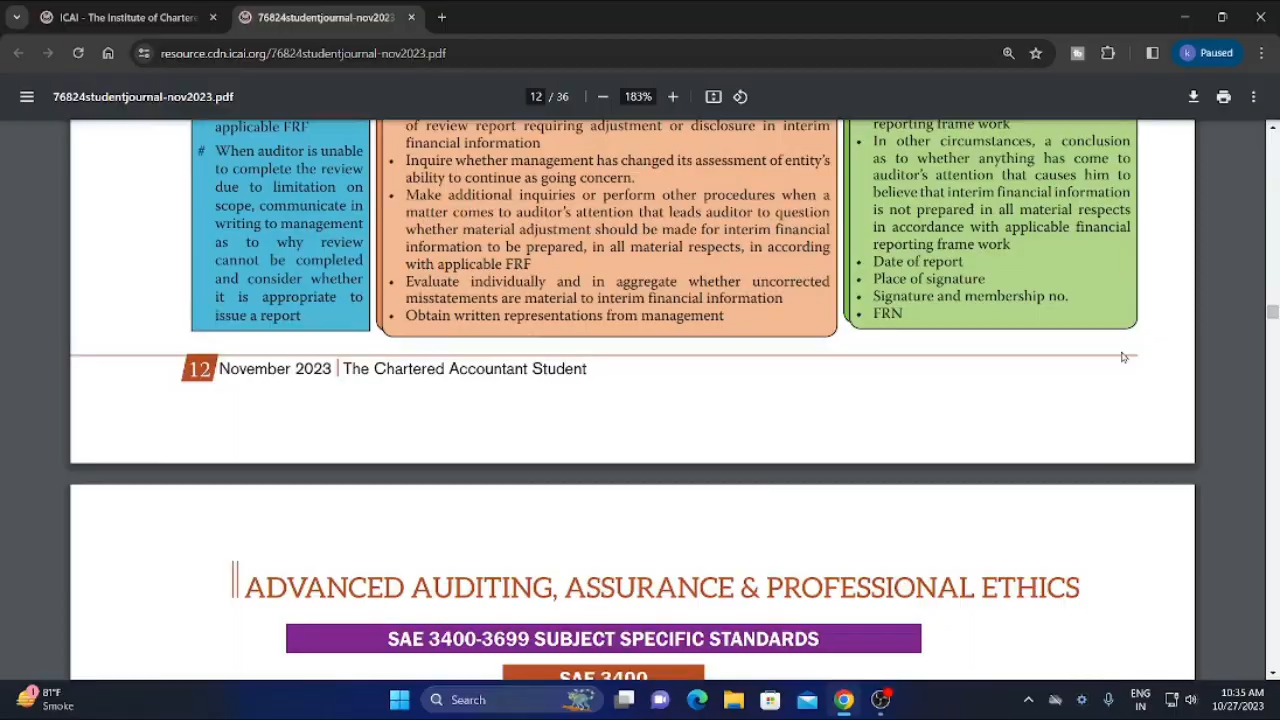 ICAI - The Institute of Chartere
76824studentjournal-nov2023
resource.cdn.icai.org/76824studentjournal-nov2023.pdf
k Paused
76824studentjournal-nov2023.pdf
12 / 36
183%
applicable FRF
# When auditor is unable
to complete the review
due to limitation on
scope, communicate in
writing to management
as to why review
cannot be completed
and consider whether
it is appropriate to
issue a report
of review report requiring adjustment or disclosure in interim
financial information
• Inquire whether management has changed its assessment of entity's
ability to continue as going concern.
• Make additional inquiries or perform other procedures when a
matter comes to auditor's attention that leads auditor to question
whether material adjustment should be made for interim financial
information to be prepared, in all material respects, in according
with applicable FRF
• Evaluate individually and in aggregate whether uncorrected
misstatements are material to interim financial information
• Obtain written representations from management
reporting frame work
• In other circumstances, a conclusion
as to whether anything has come to
auditor's attention that causes him to
believe that interim financial information
is not prepared in all material respects
in accordance with applicable financial
reporting frame work
• Date of report
• Place of signature
• Signature and membership no.
• FRN
12 November 2023 | The Chartered Accountant Student
ADVANCED AUDITING, ASSURANCE & PROFESSIONAL ETHICS
SAE 3400-3699 SUBJECT SPECIFIC STANDARDS
SAE 3400
1
81°F
Smoke
Search
ENG
IN
10:35 AM
10/27/2023